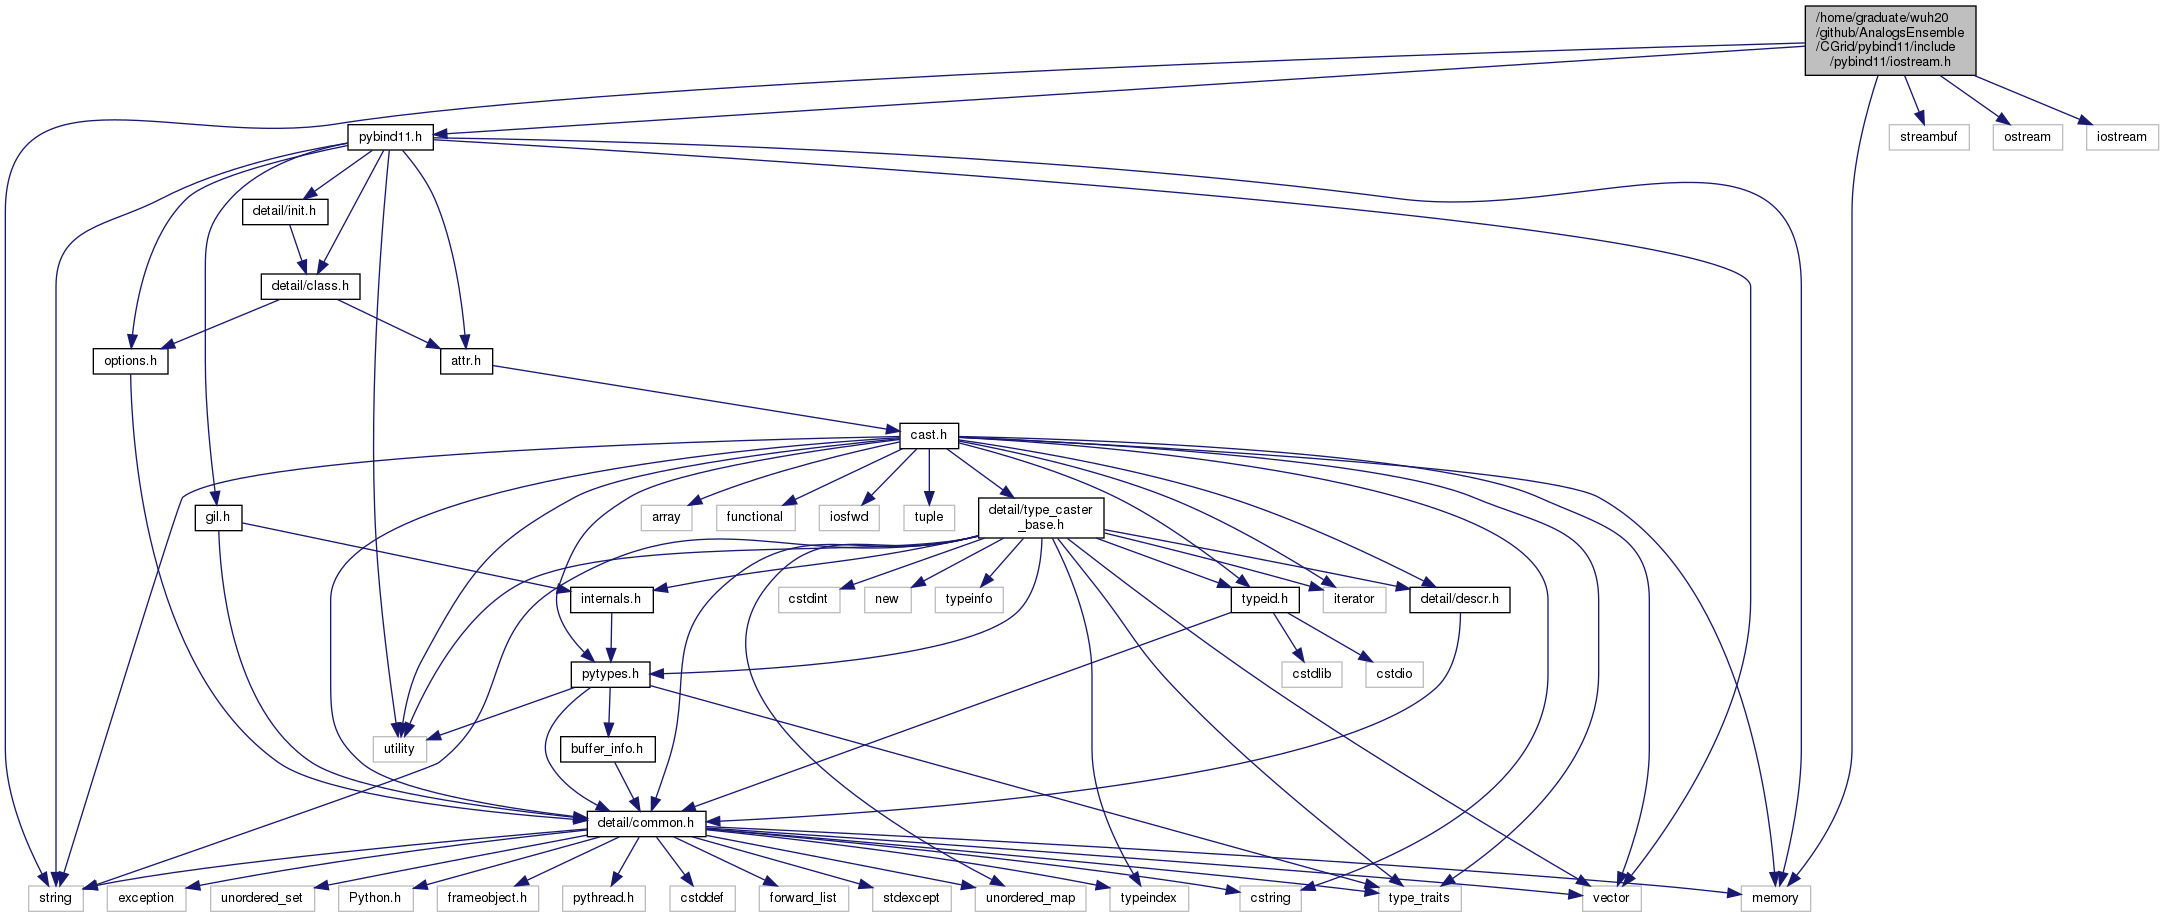 /home/graduate/wuh20
/github/AnalogsEnsemble
/CGrid/pybind11/include
/pybind11/iostream.h
pybind11.h
streambuf
ostream
iostream
detail/init.h
detail/class.h
options.h
attr.h
cast.h
gil.h
array
functional
iosfwd
tuple
detail/type_caster
_base.h
internals.h
cstdint
new
typeinfo
typeid.h
iterator
detail/descr.h
pytypes.h
cstdlib
cstdio
utility
buffer_info.h
detail/common.h
string
exception
unordered_set
Python.h
frameobject.h
pythread.h
cstddef
forward_list
stdexcept
unordered_map
typeindex
cstring
type_traits
vector
memory